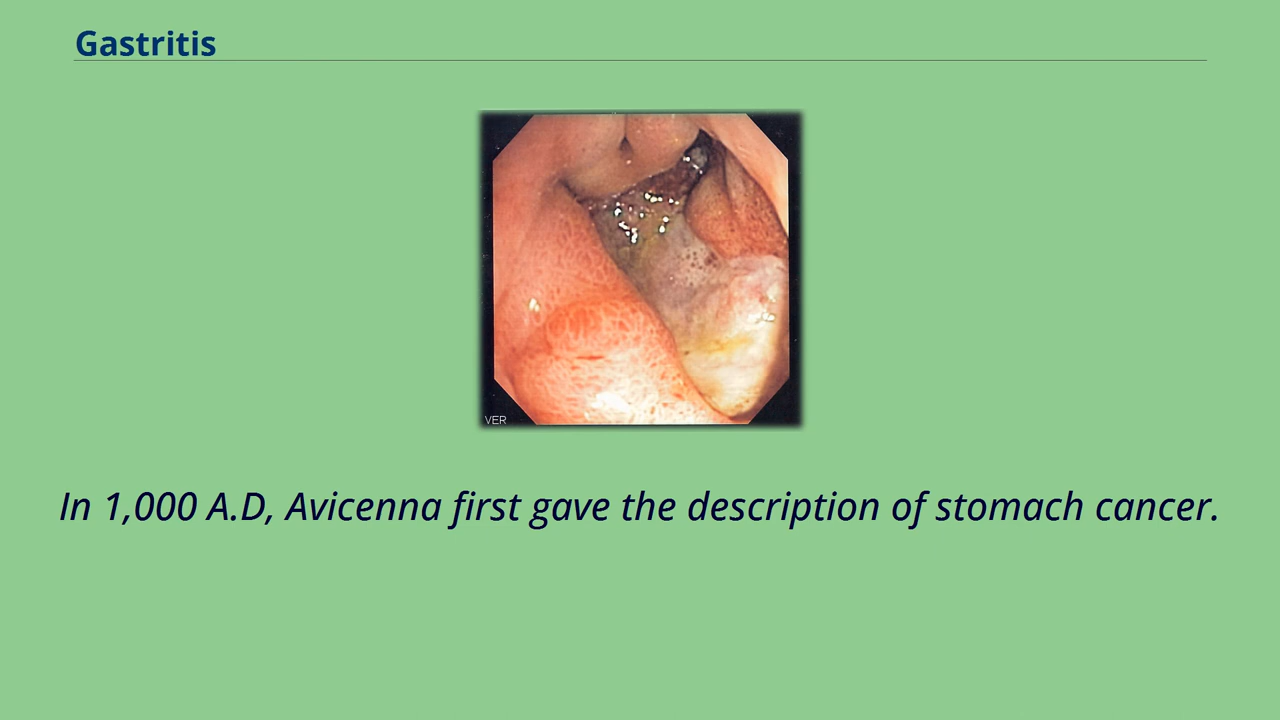 Gastritis
VER
In 1,000 A.D, Avicenna first gave the description of stomach cancer.